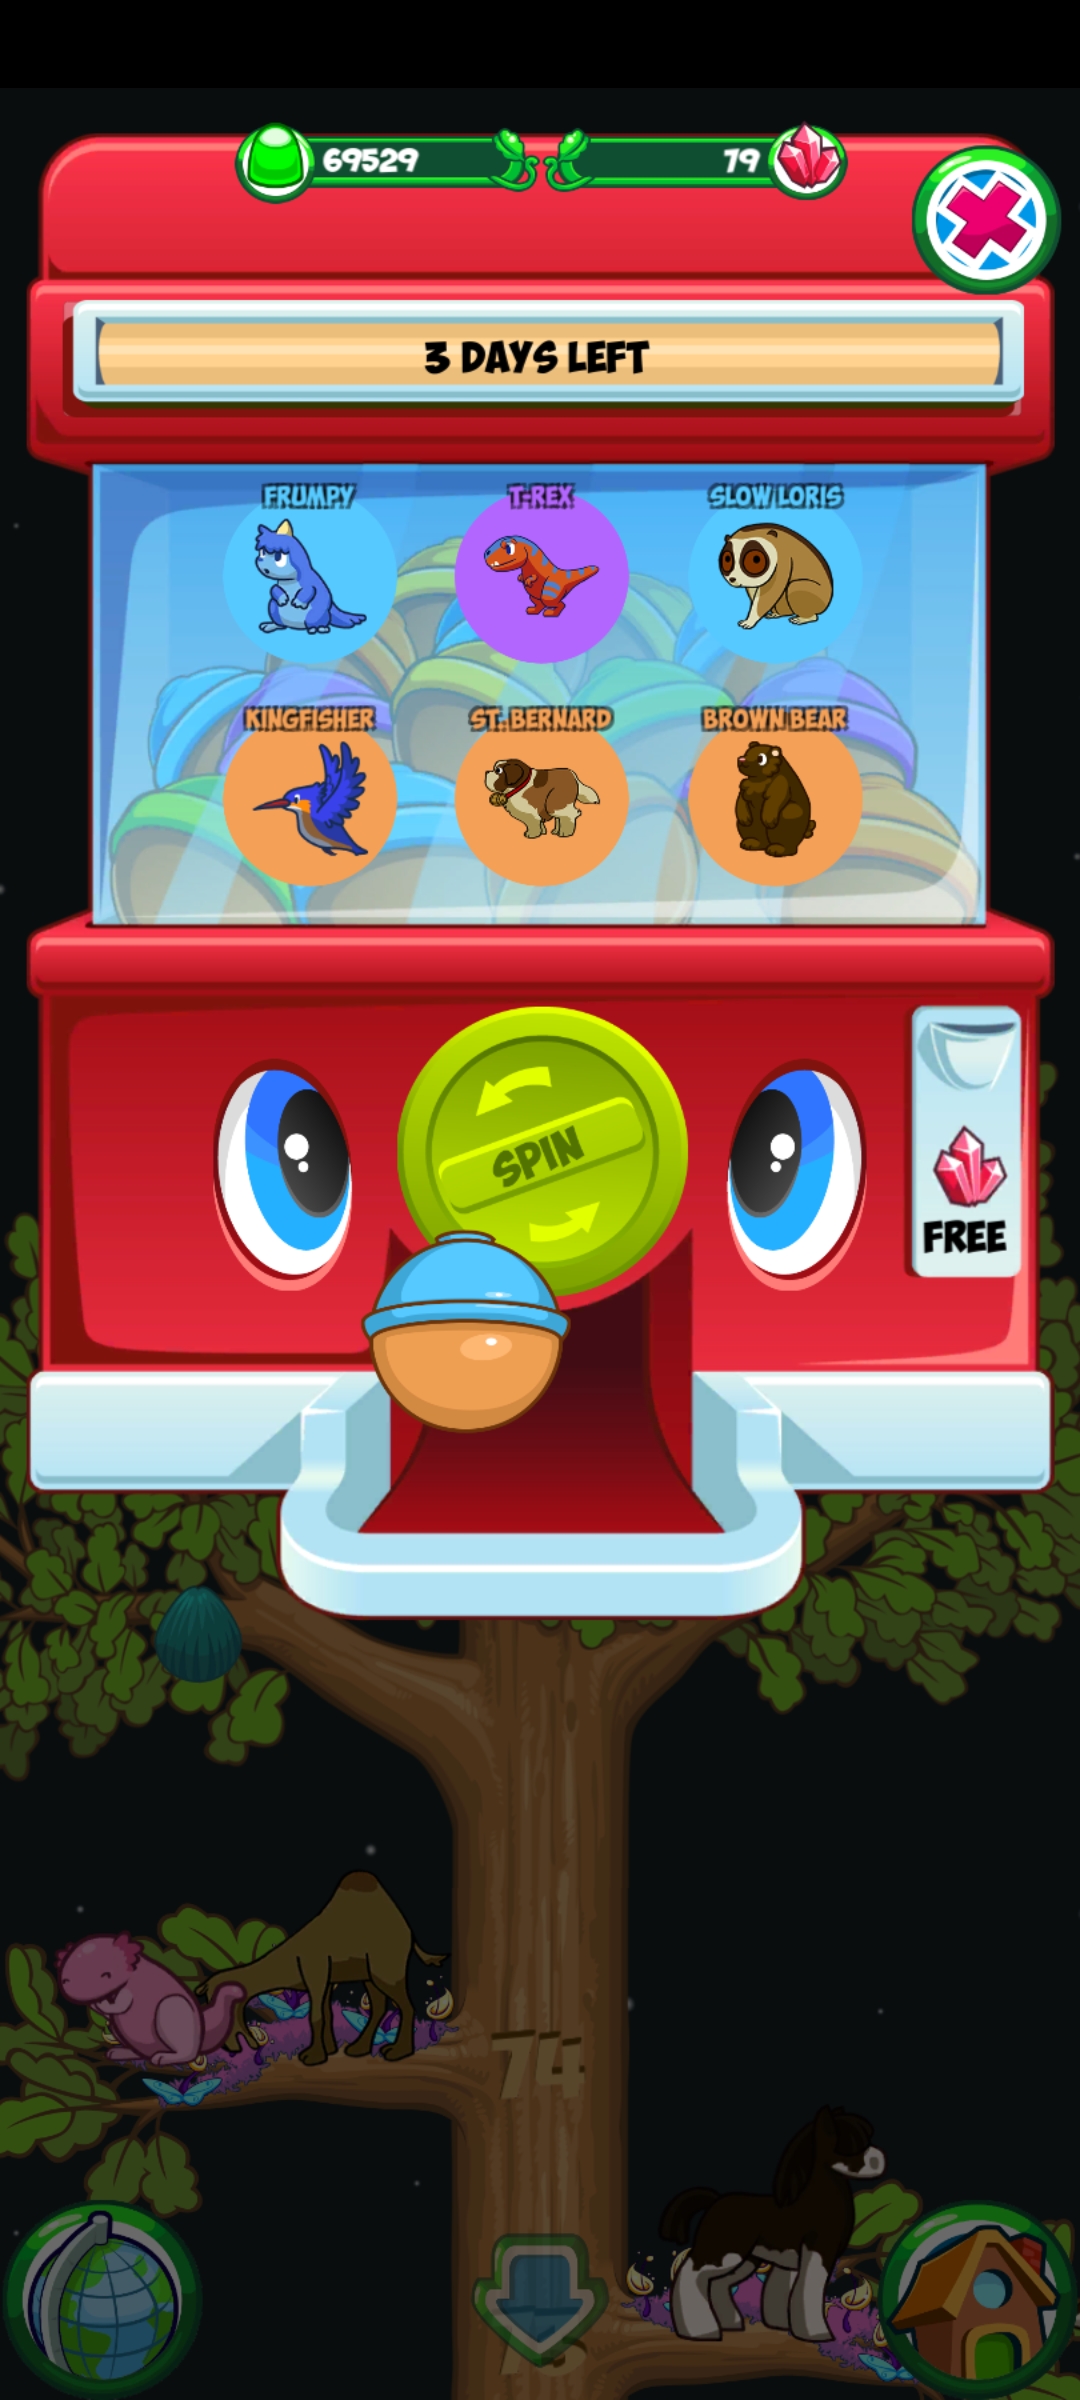 69529
79
3 DAYS LEFT
FRUMPY
T-REX
SLOW LORIS
KINGFISHER
ST. BERNARD
BROWN BEAR
SPIN
FREE
74